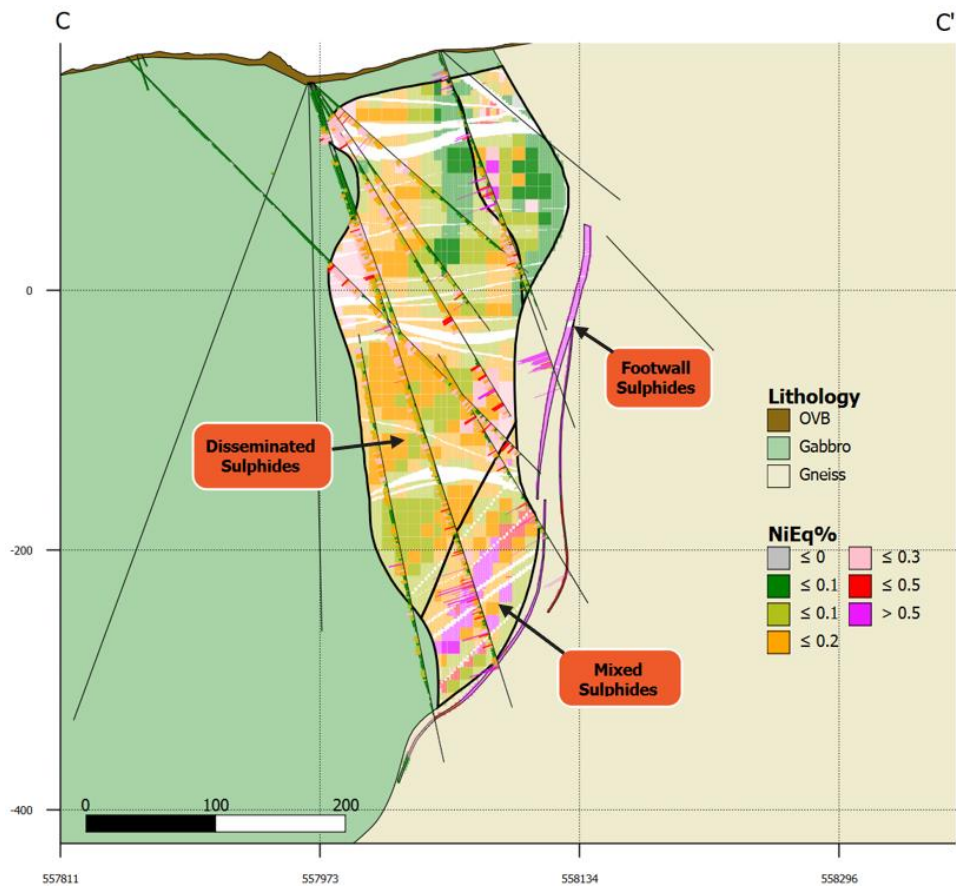 C
C'
0
-200
-400
Footwall
Sulphides
Disseminated
Sulphides
Mixed
Sulphides
Lithology
OVB
Gabbro
Gneiss
NiEq%
≤ 0
≤ 0.3
≤ 0.1
≤ 0.5
≤ 0.1
> 0.5
≤ 0.2
0 100 200
557811 557973 558134 558296